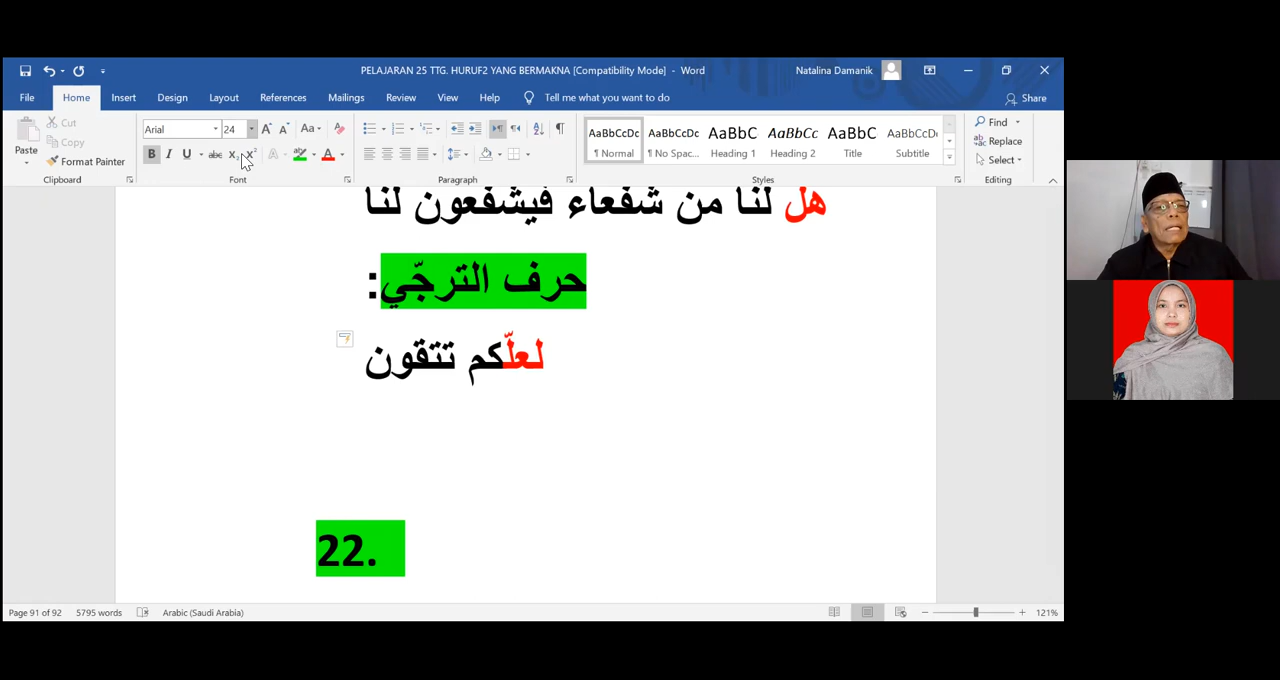 PELAJARAN 25 TTG. HURUF2 YANG BERMAKNA [Compatibility Mode] - Word
Natalina Damanik
File Home Insert Design Layout References Mailings Review View Help Tell me what you want to do Share
Paste
Cut
Copy
Format Painter
Clipboard
Arial 24
Font
Paragraph
AaBbCcDc AaBbCcDc AaBbC AaBbCc AaBbC AaBbCcD
¶ Normal ¶ No Spac... Heading 1 Heading 2 Title Subtitle
Styles
Find
Replace
Select
Editing
هل لنا من شفعاء فيشفعون لنا
حرف الترجّي:
لعلّكم تتقون
22.
Page 91 of 92 5795 words Arabic (Saudi Arabia) 121%